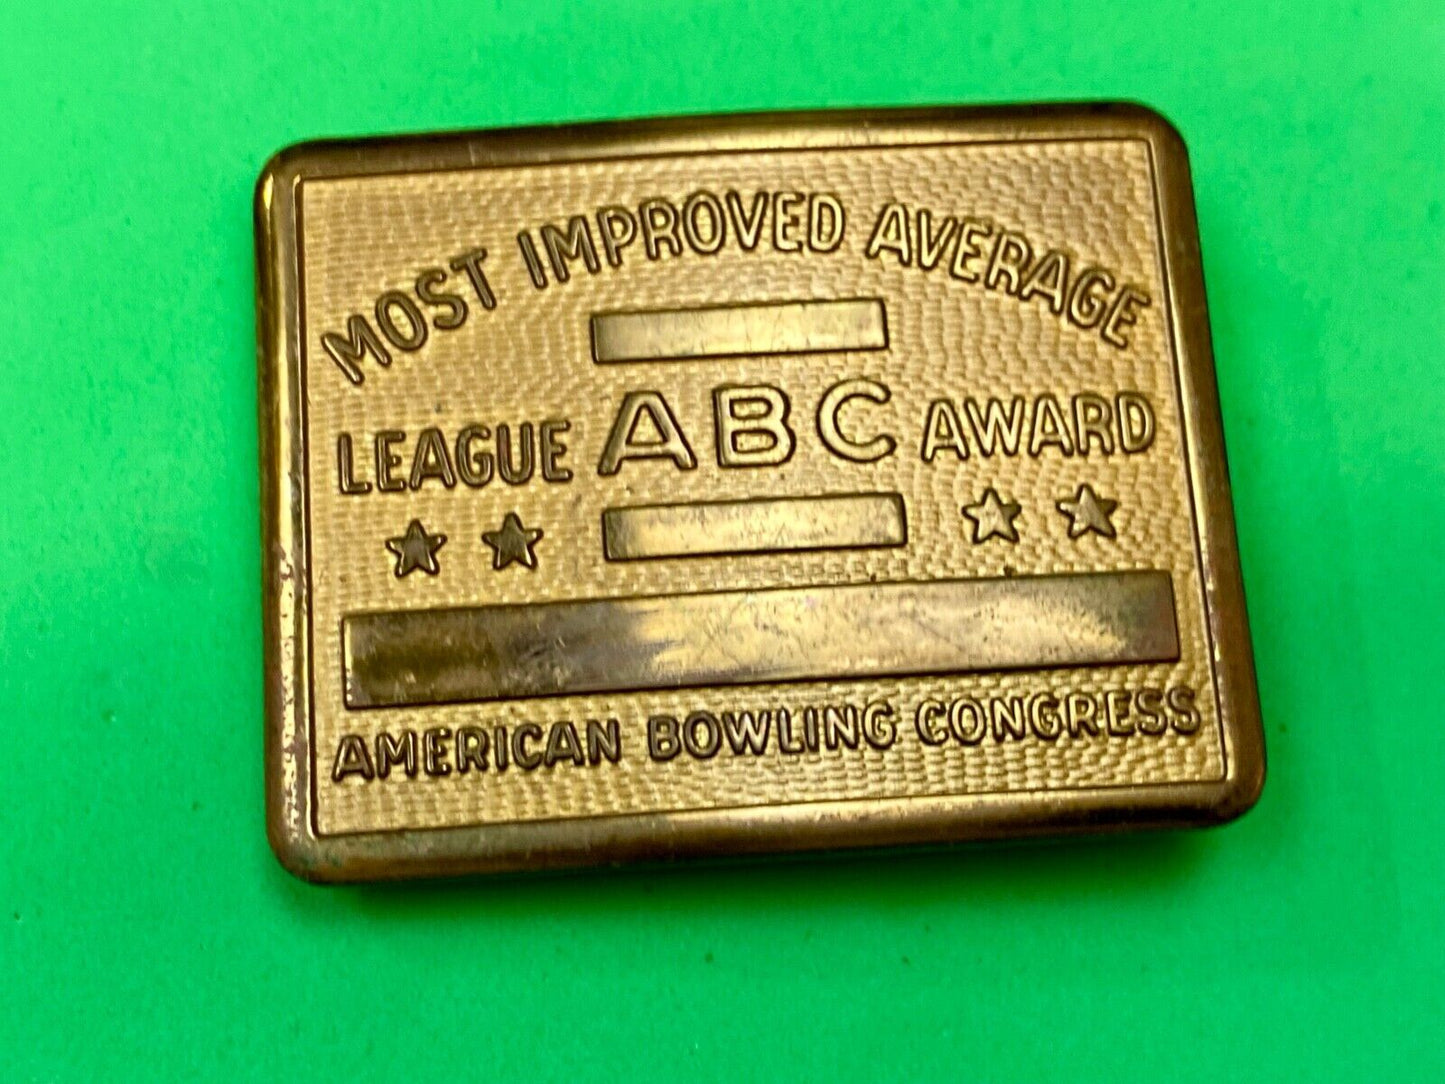 MOST IMPROVED AVERAGE
LEAGUE ABC AWARD
AMERICAN BOWLING CONGRESS